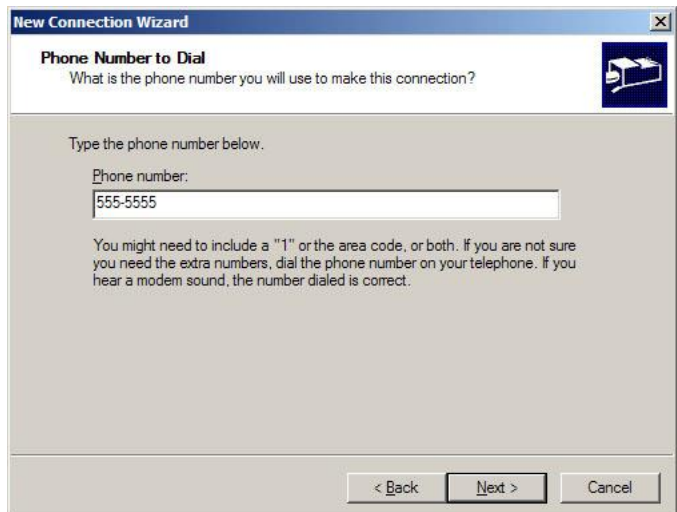 New Connection Wizard
Phone Number to Dial
What is the phone number you will use to make this connection?
Type the phone number below.
Phone number:
555-5555
You might need to include a "1" or the area code, or both. If you are not sure
you need the extra numbers, dial the phone number on your telephone. If you
hear a modem sound, the number dialed is correct.
< Back Next > Cancel